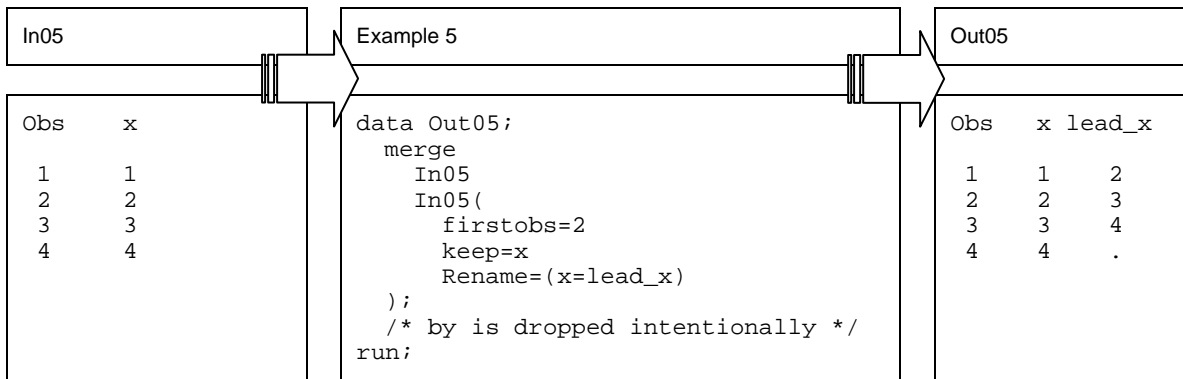 In05
Example 5
Out05
Obs x
1 1
2 2
3 3
4 4
data Out05;
merge
In05
In05(
firstobs=2
keep=x
Rename=(x=lead_x)
);
/* by is dropped intentionally */
run;
Obs x lead_x
1 1 2
2 2 3
3 3 4
4 4 .